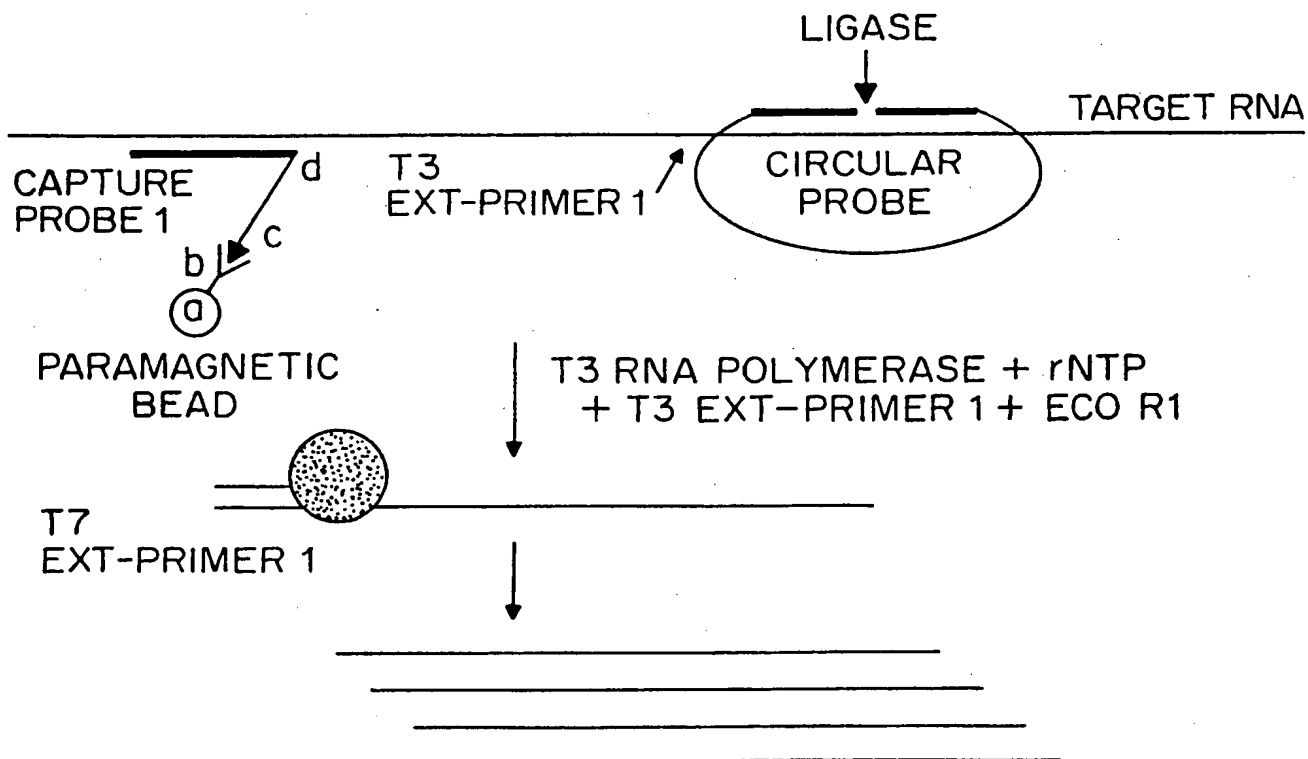 LIGASE
TARGET RNA
CAPTURE
PROBE 1
d
T3
EXT-PRIMER 1
CIRCULAR
PROBE
c
b
a
PARAMAGNETIC
BEAD
T3 RNA POLYMERASE + rNTP
+ T3 EXT-PRIMER 1 + ECO R1
T7
EXT-PRIMER 1